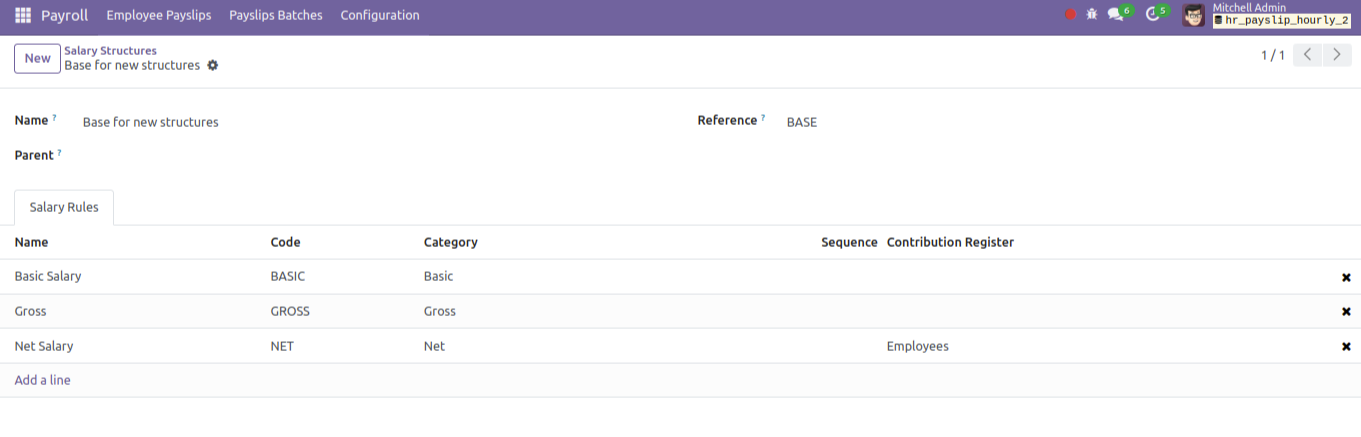 Payroll Employee Payslips Payslips Batches Configuration 6 5 Mitchell Admin
hr_payslip_hourly_2
New Salary Structures 1 / 1
Base for new structures
Name ? Base for new structures Reference ? BASE
Parent ?
Salary Rules
Name Code Category Sequence Contribution Register
Basic Salary BASIC Basic
Gross GROSS Gross
Net Salary NET Net Employees
Add a line